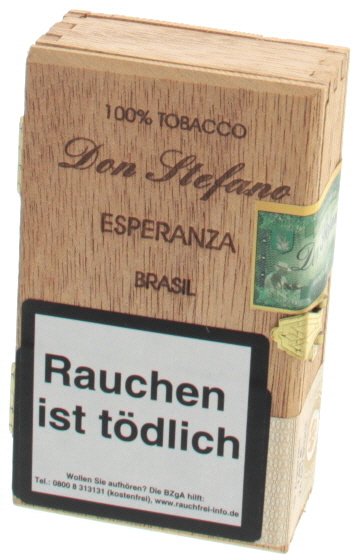 100% TOBACCO
Don Stefano
ESPERANZA
BRASIL
Rauchen
ist tödlich
Wollen Sie aufhören? Die BZgA hilft:
Tel.: 0800 8 313131 (kostenfrei), www.rauchfrei-info.de